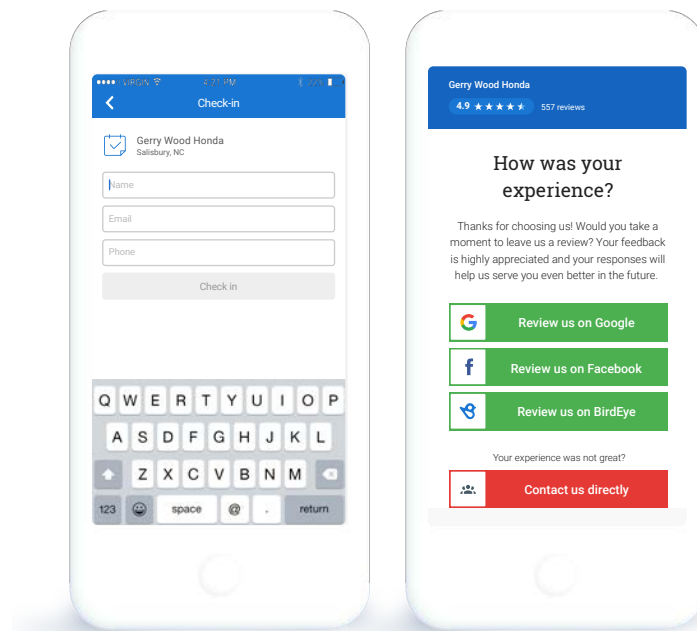 VIRGIN
4:21 PM
22%
Check-in
Gerry Wood Honda
Salisbury, NC
Name
Email
Phone
Check in
Q W E R T Y U I O P
A S D F G H J K L
Z X C V B N M
123 space @ . return
Gerry Wood Honda
4.9 557 reviews
How was your
experience?
Thanks for choosing us! Would you take a
moment to leave us a review? Your feedback
is highly appreciated and your responses will
help us serve you even better in the future.
Review us on Google
Review us on Facebook
Review us on BirdEye
Your experience was not great?
Contact us directly